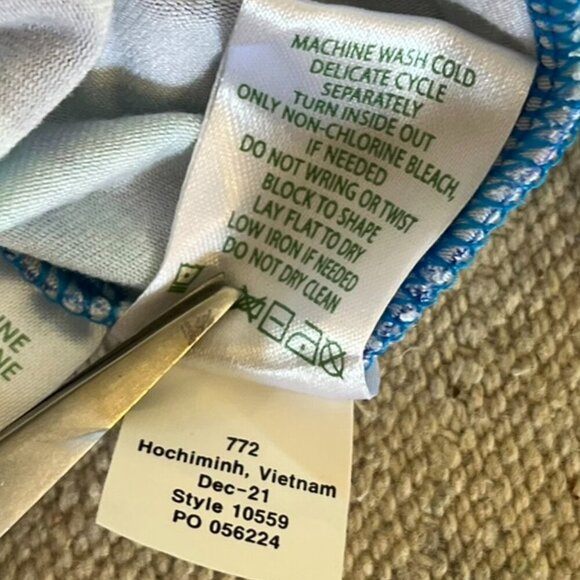 MACHINE WASH COLD
DELICATE CYCLE
SEPARATELY
TURN INSIDE OUT
ONLY NON-CHLORINE BLEACH,
IF NEEDED
DO NOT WRING OR TWIST
BLOCK TO SHAPE
LAY FLAT TO DRY
LOW IRON IF NEEDED
DO NOT DRY CLEAN
INE
NE
772
Hochiminh, Vietnam
Dec-21
Style 10559
PO 056224